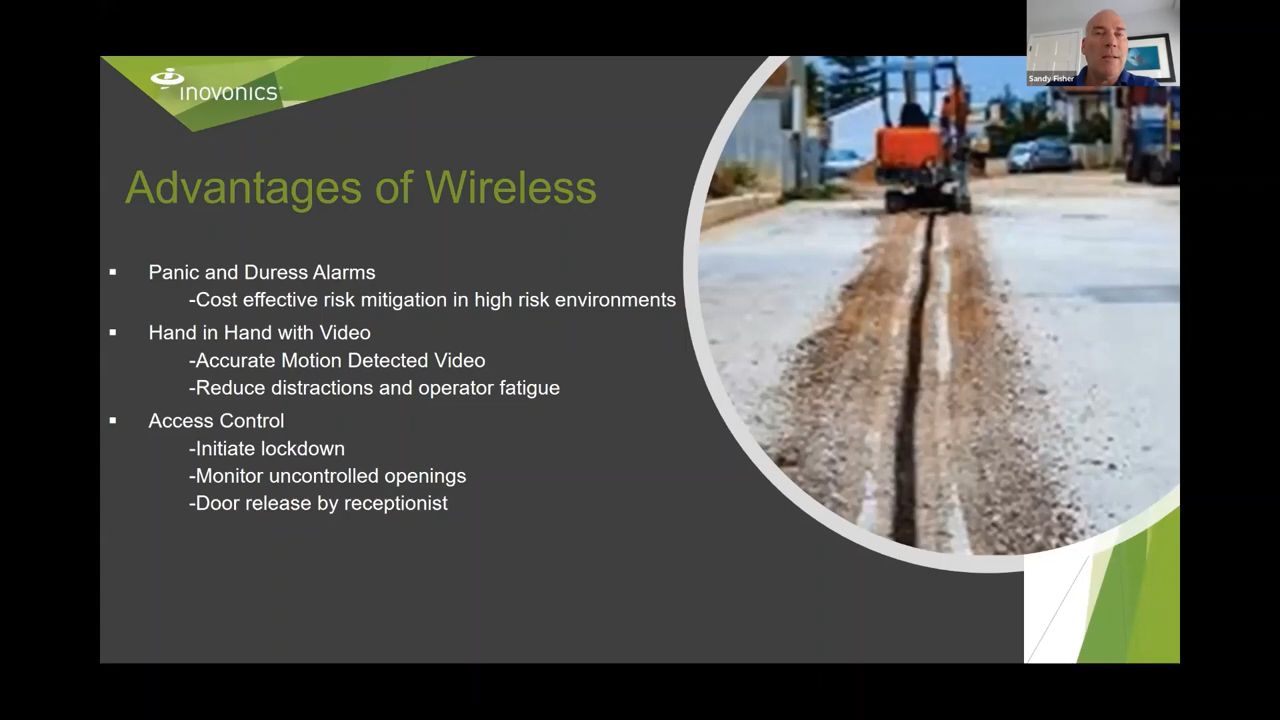 inovonics
Sandy Fisher
Advantages of Wireless
▪ Panic and Duress Alarms
-Cost effective risk mitigation in high risk environments
▪ Hand in Hand with Video
-Accurate Motion Detected Video
-Reduce distractions and operator fatigue
▪ Access Control
-Initiate lockdown
-Monitor uncontrolled openings
-Door release by receptionist